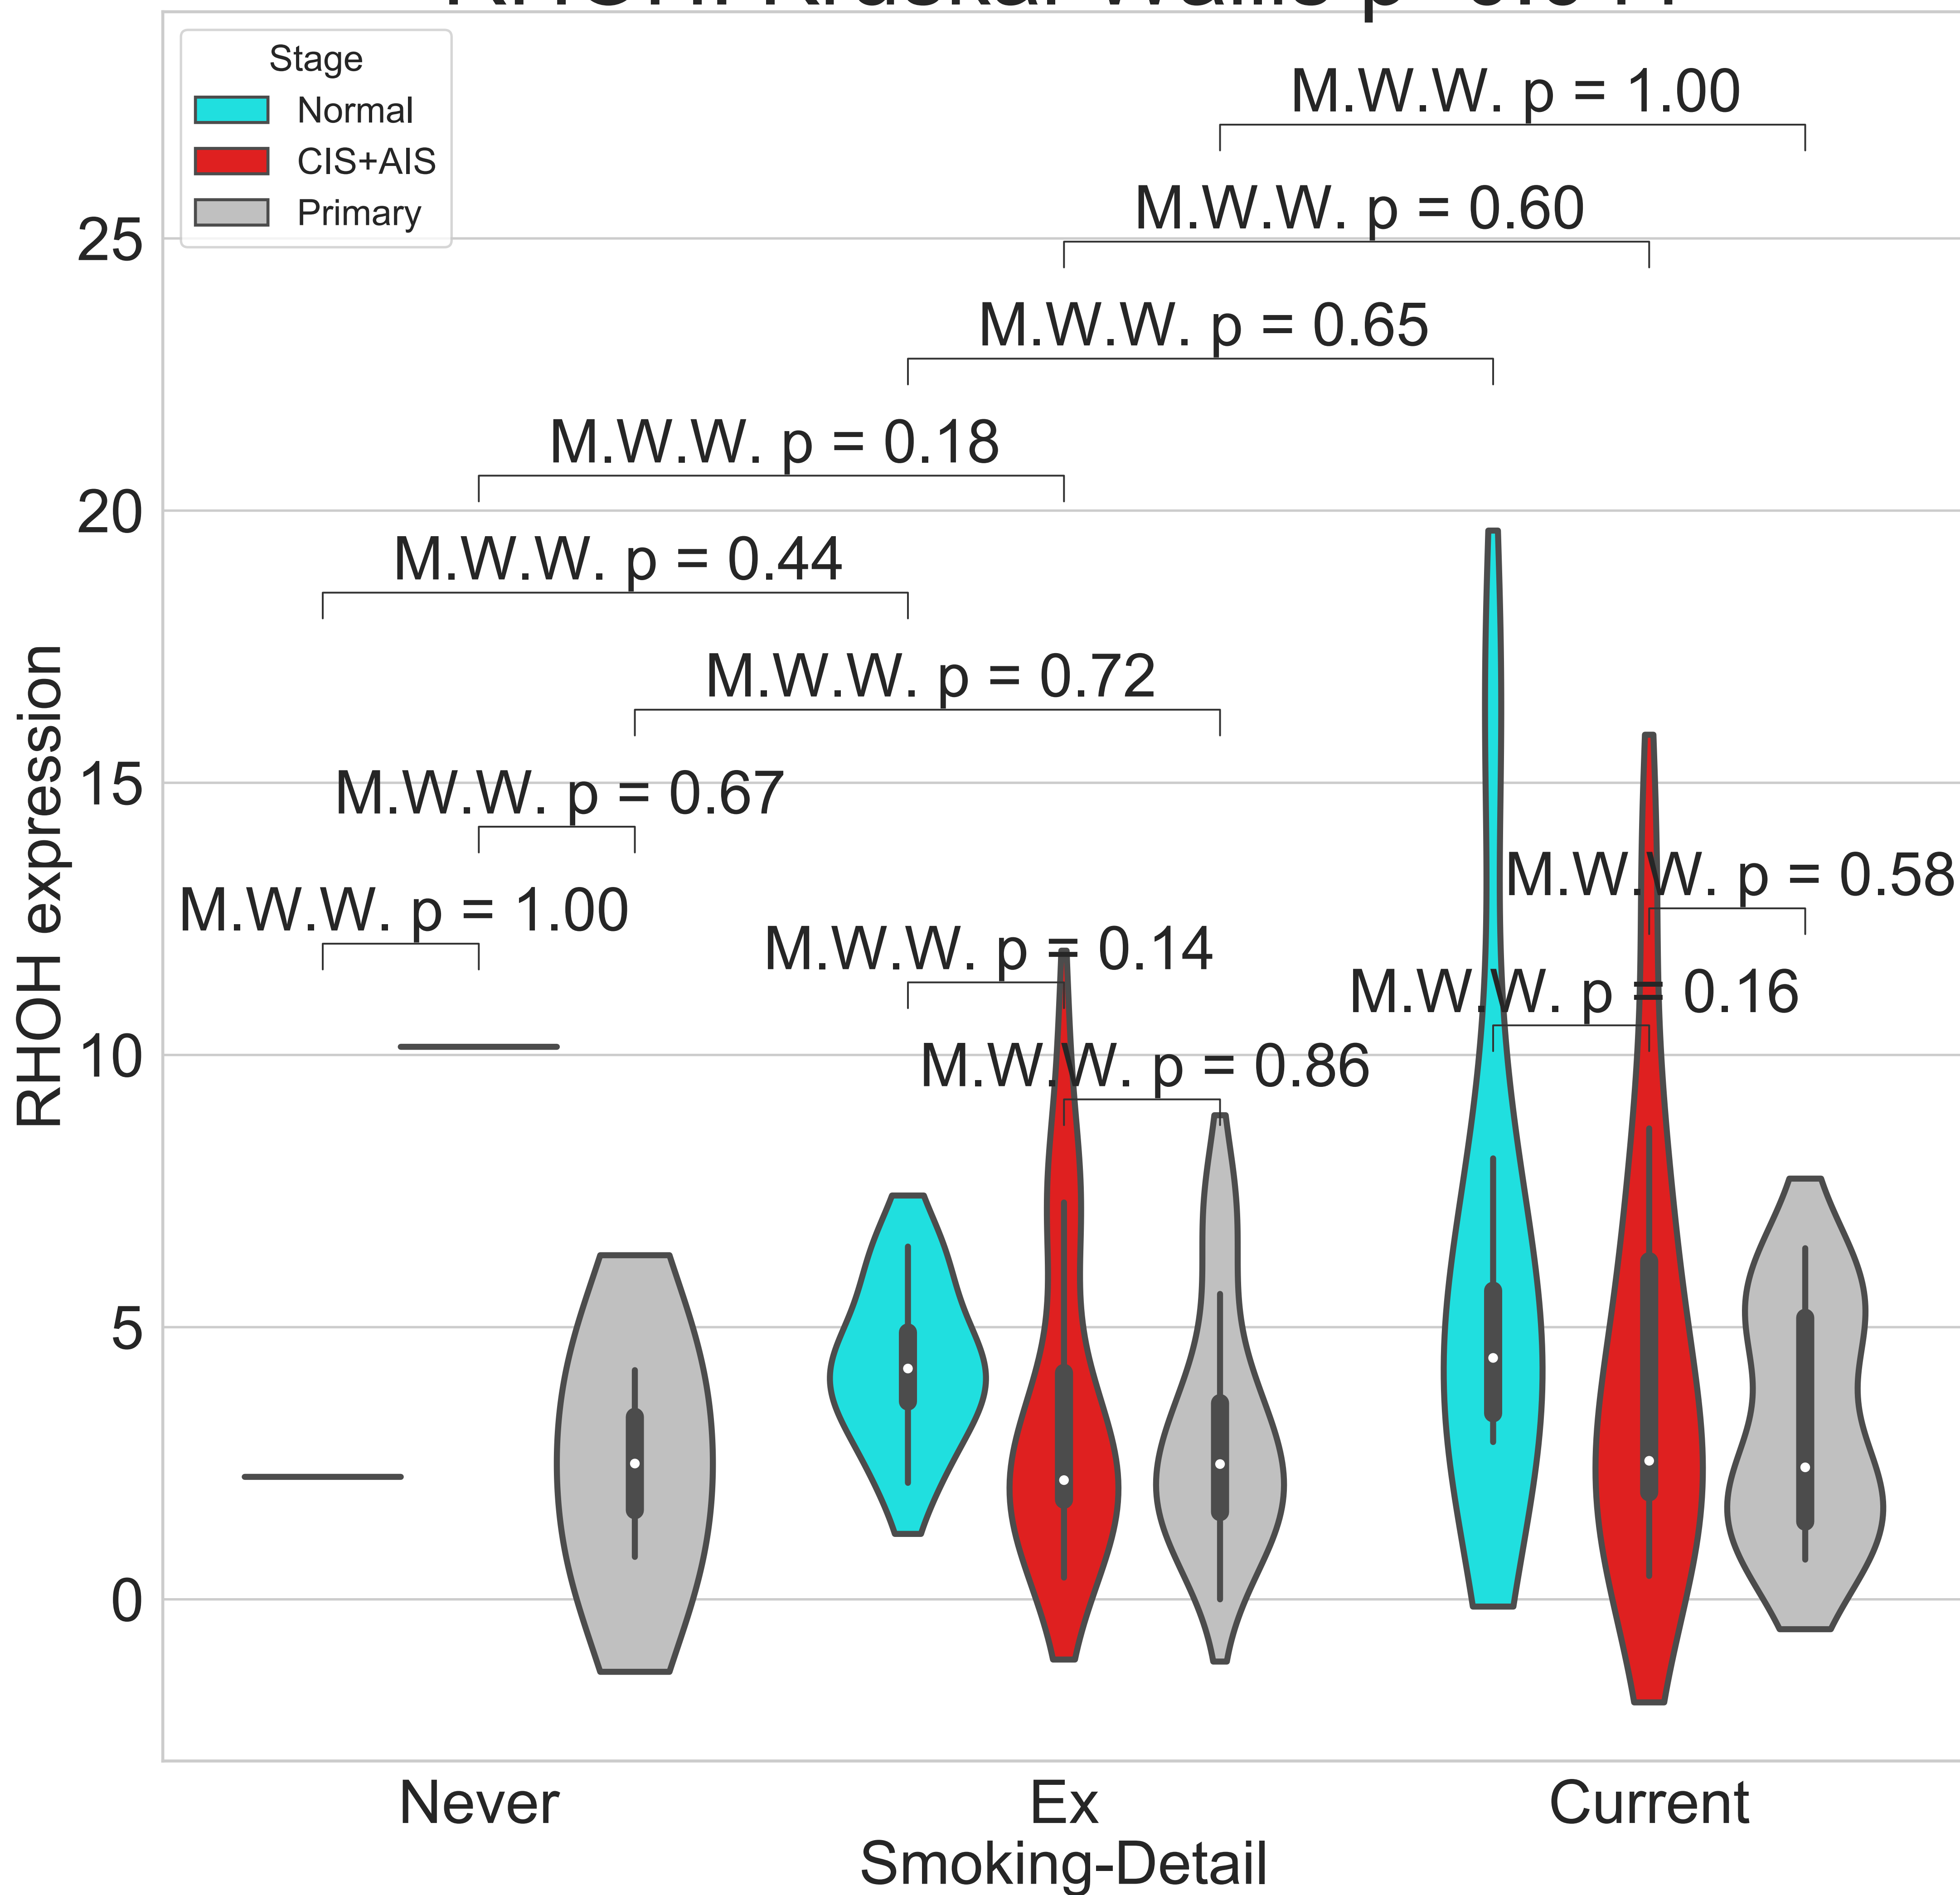 Stage
Normal
CIS+AIS
Primary
M.W.W. p = 1.00
M.W.W. p = 0.60
M.W.W. p = 0.65
M.W.W. p = 0.18
M.W.W. p = 0.44
M.W.W. p = 0.72
M.W.W. p = 0.67
M.W.W. p = 0.58
M.W.W. p = 1.00
M.W.W. p = 0.14
M.W.W. p = 0.16
M.W.W. p = 0.86
25
20
15
10
5
0
RHOH expression
Never
Ex
Current
Smoking-Detail